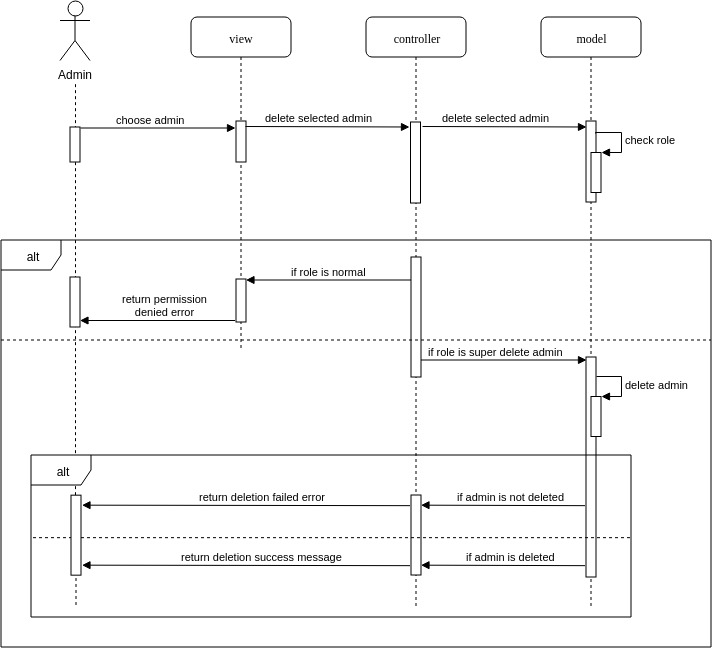 view
controller
model
Admin
choose admin
delete selected admin
delete selected admin
check role
alt
if role is normal
return permission
denied error
if role is super delete admin
delete admin
alt
return deletion failed error
if admin is not deleted
return deletion success message
if admin is deleted